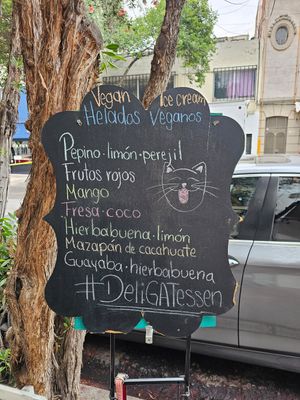 Vegan Ice cream
Helados Veganos
Pepino·limón·perejil
Frutas rojos
Mango
Fresa·coco
Hierbabuena·limón
Mazapán de cacahuate
Guayaba·hierbabuena
#DeliGATessen